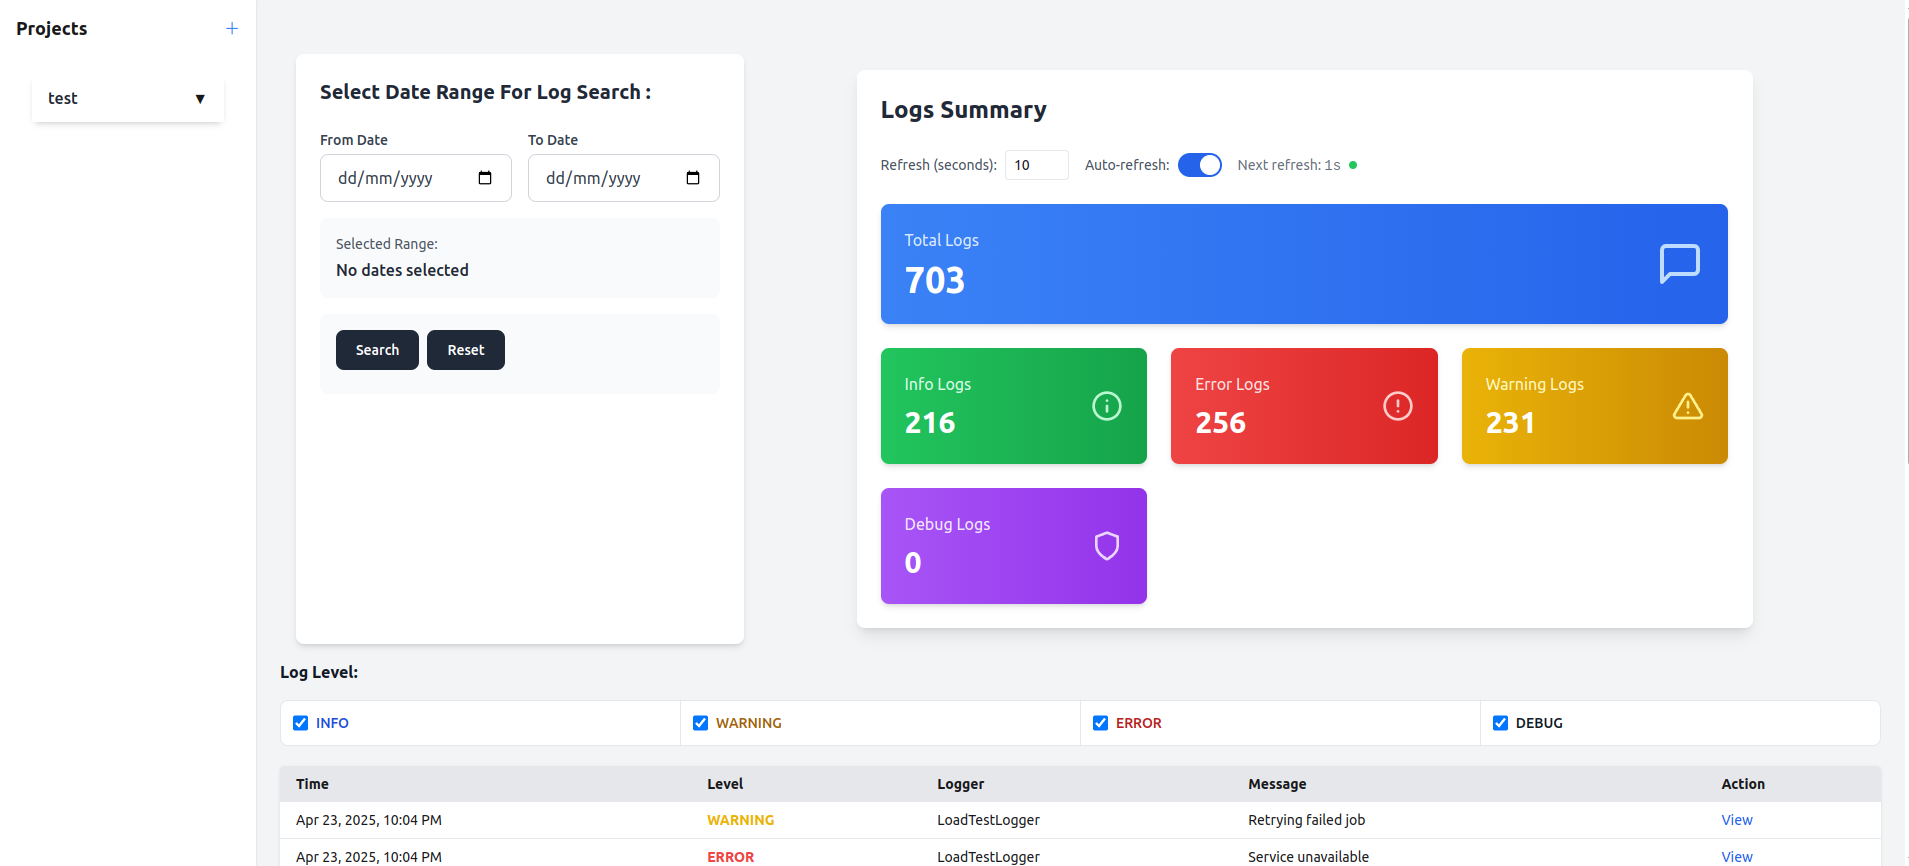 Projects +
test ▼
Select Date Range For Log Search :
From Date To Date
dd/mm/yyyy dd/mm/yyyy
Selected Range:
No dates selected
Search Reset
Logs Summary
Refresh (seconds): 10 Auto-refresh: Next refresh: 1s
Total Logs
703
Info Logs
216
Error Logs
256
Warning Logs
231
Debug Logs
0
Log Level:
INFO WARNING ERROR DEBUG
Time Level Logger Message Action
Apr 23, 2025, 10:04 PM WARNING LoadTestLogger Retrying failed job View
Apr 23, 2025, 10:04 PM ERROR LoadTestLogger Service unavailable View